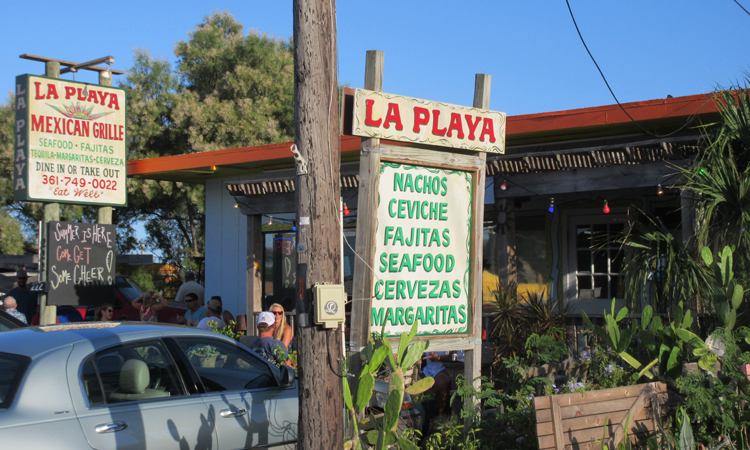 LA PLAYA
LA PLAYA
MEXICAN GRILLE
SEAFOOD • FAJITAS
TEQUILA-MARGARITAS-CERVEZA
DINE IN OR TAKE OUT
361-749-0022
"Eat Well"
SUMMER is HERE
COME GET
SOME CHEER!
LA PLAYA
NACHOS
CEVICHE
FAJITAS
SEAFOOD
CERVEZAS
MARGARITAS